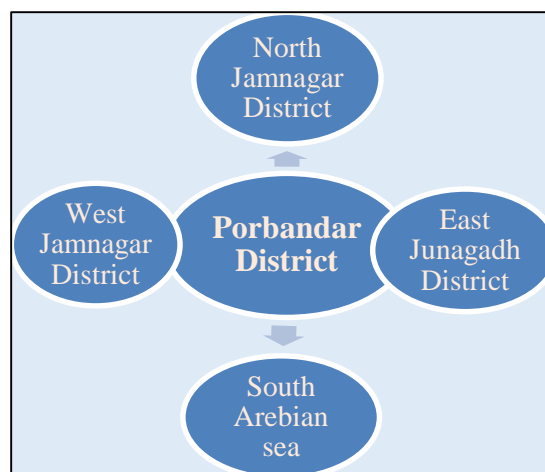 North
Jamnagar
District
West
Jamnagar
District
Porbandar
District
East
Junagadh
District
South
Arebian
sea